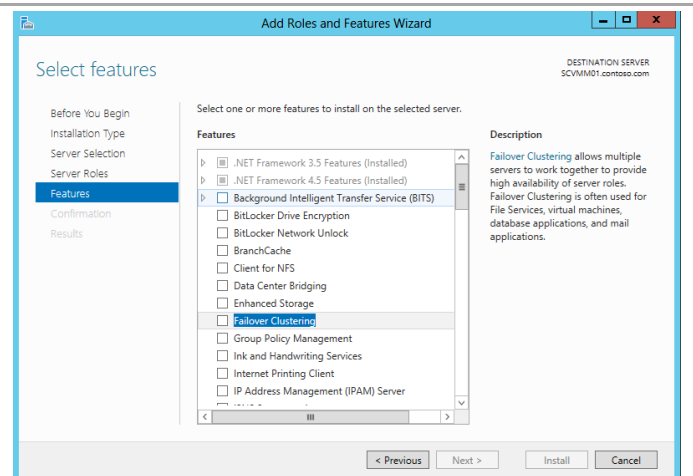 Add Roles and Features Wizard
Select features
DESTINATION SERVER
SCVMM01.contoso.com
Before You Begin
Installation Type
Server Selection
Server Roles
Features
Confirmation
Results
Select one or more features to install on the selected server.
Features
.NET Framework 3.5 Features (Installed)
.NET Framework 4.5 Features (Installed)
Background Intelligent Transfer Service (BITS)
BitLocker Drive Encryption
BitLocker Network Unlock
BranchCache
Client for NFS
Data Center Bridging
Enhanced Storage
Failover Clustering
Group Policy Management
Ink and Handwriting Services
Internet Printing Client
IP Address Management (IPAM) Server
Description
Failover Clustering allows multiple
servers to work together to provide
high availability of server roles.
Failover Clustering is often used for
File Services, virtual machines,
database applications, and mail
applications.
< Previous
Next >
Install
Cancel